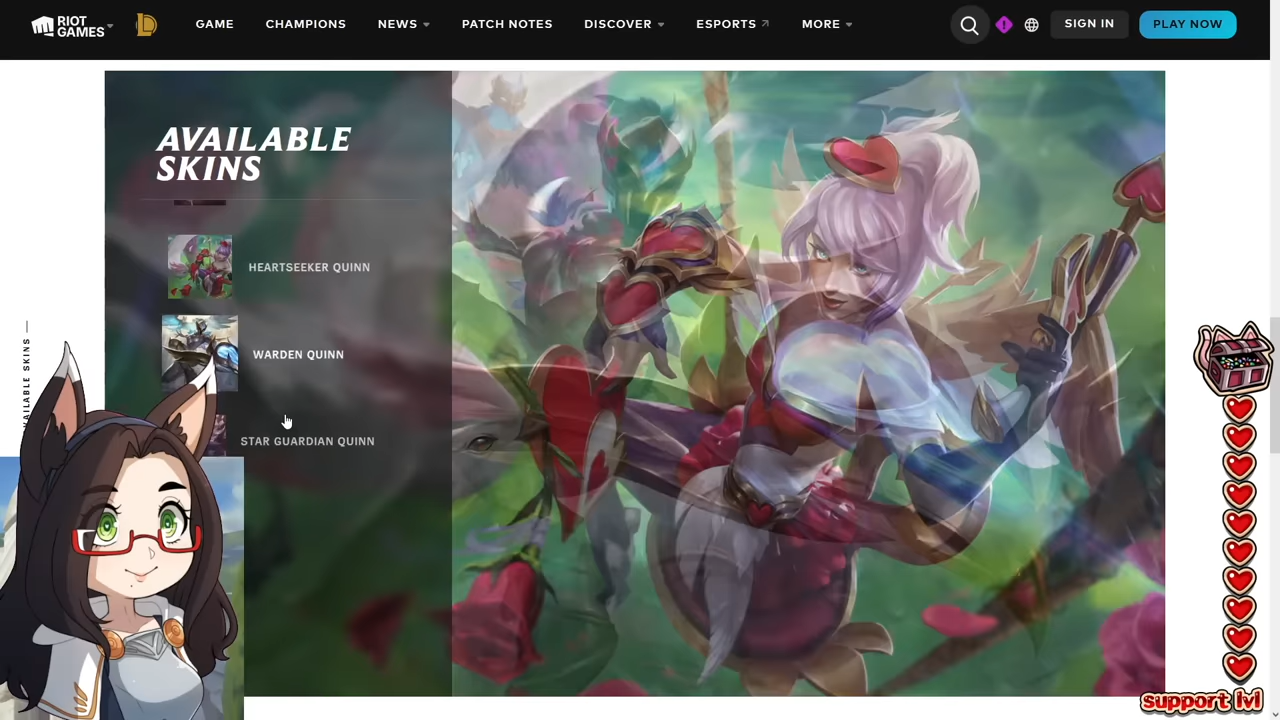 RIOT
GAMES
GAME
CHAMPIONS
NEWS
PATCH NOTES
DISCOVER
ESPORTS
MORE
SIGN IN
PLAY NOW
AVAILABLE
SKINS
HEARTSEEKER QUINN
WARDEN QUINN
STAR GUARDIAN QUINN
AVAILABLE SKINS
support lvl